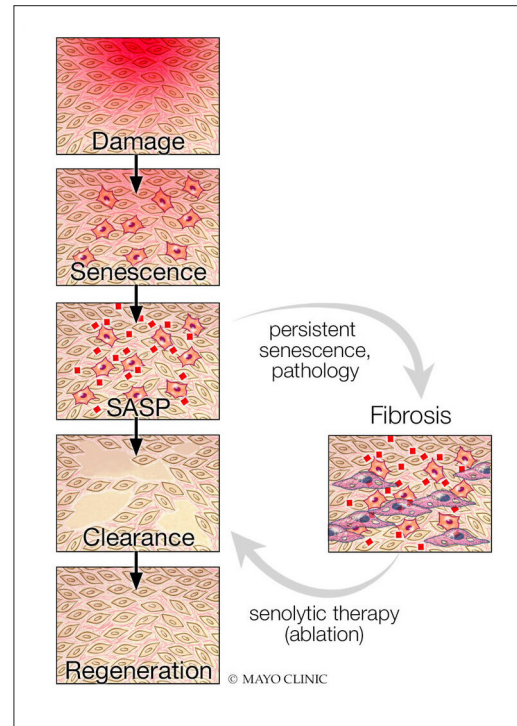 Damage
Senescence
SASP
persistent
senescence,
pathology
Fibrosis
Clearance
senolytic therapy
(ablation)
Regeneration
© MAYO CLINIC